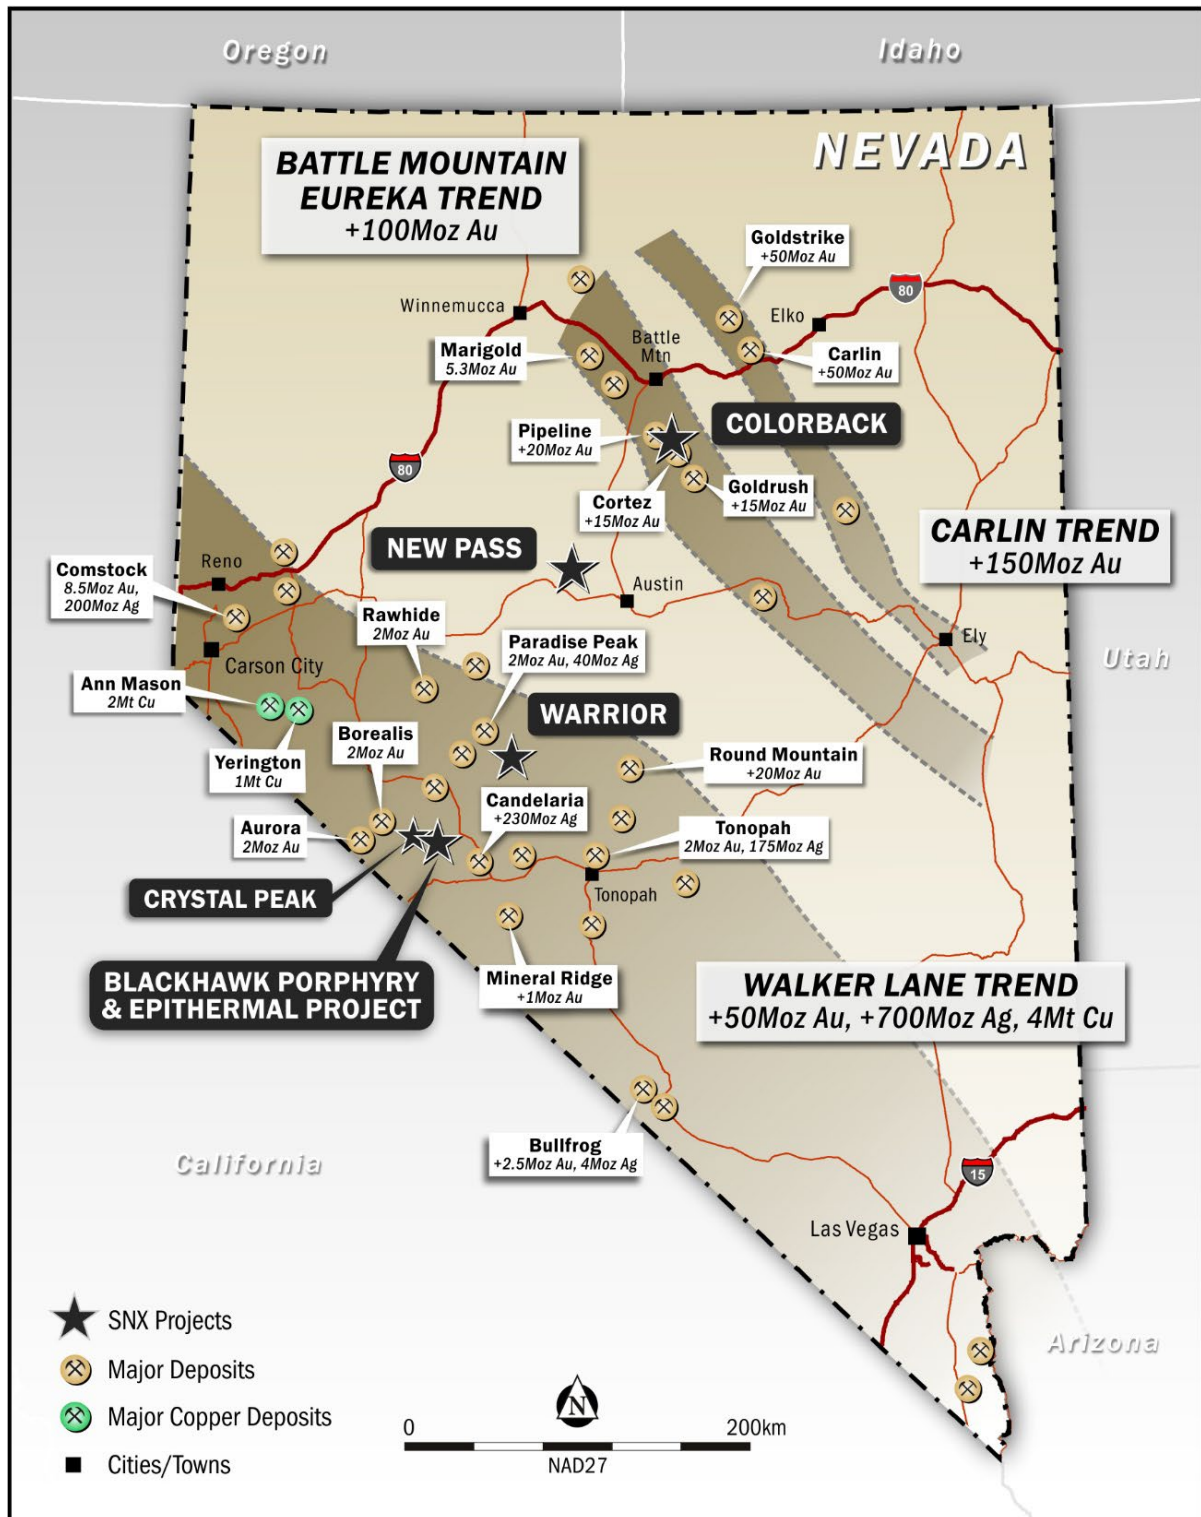 Oregon
Idaho
NEVADA
BATTLE MOUNTAIN
EUREKA TREND
+100Moz Au
Goldstrike
+50Moz Au
80
Winnemucca
Elko
Battle
Mtn
Marigold
5.3Moz Au
Carlin
+50Moz Au
COLORBACK
Pipeline
+20Moz Au
80
Goldrush
+15Moz Au
Cortez
+15Moz Au
CARLIN TREND
+150Moz Au
NEW PASS
Reno
Comstock
8.5Moz Au,
200Moz Ag
Austin
Rawhide
2Moz Au
Ely
Paradise Peak
2Moz Au, 40Moz Ag
Utah
Carson City
Ann Mason
2Mt Cu
WARRIOR
Borealis
2Moz Au
Yerington
1Mt Cu
Round Mountain
+20Moz Au
Candelaria
+230Moz Ag
Aurora
2Moz Au
Tonopah
2Moz Au, 175Moz Ag
CRYSTAL PEAK
Tonopah
BLACKHAWK PORPHYRY
& EPITHERMAL PROJECT
Mineral Ridge
+1Moz Au
WALKER LANE TREND
+50Moz Au, +700Moz Ag, 4Mt Cu
Bullfrog
+2.5Moz Au, 4Moz Ag
California
15
Las Vegas
Arizona
SNX Projects
Major Deposits
Major Copper Deposits
Cities/Towns
N
0 200km
NAD27